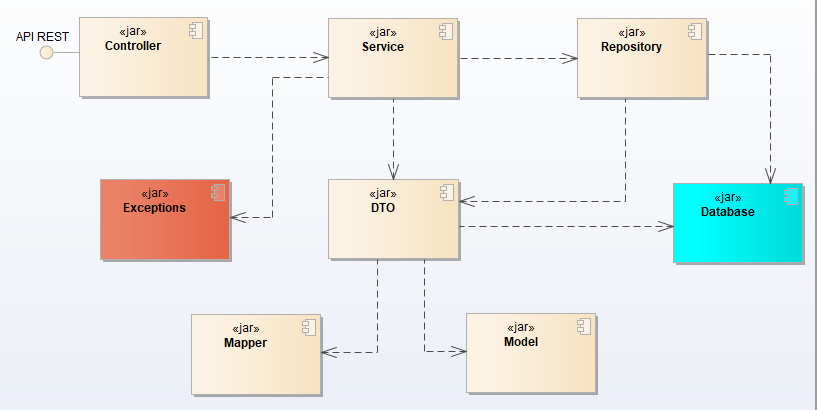 API REST
«jar»
Controller
«jar»
Service
«jar»
Repository
«jar»
Exceptions
«jar»
DTO
«jar»
Database
«jar»
Mapper
«jar»
Model